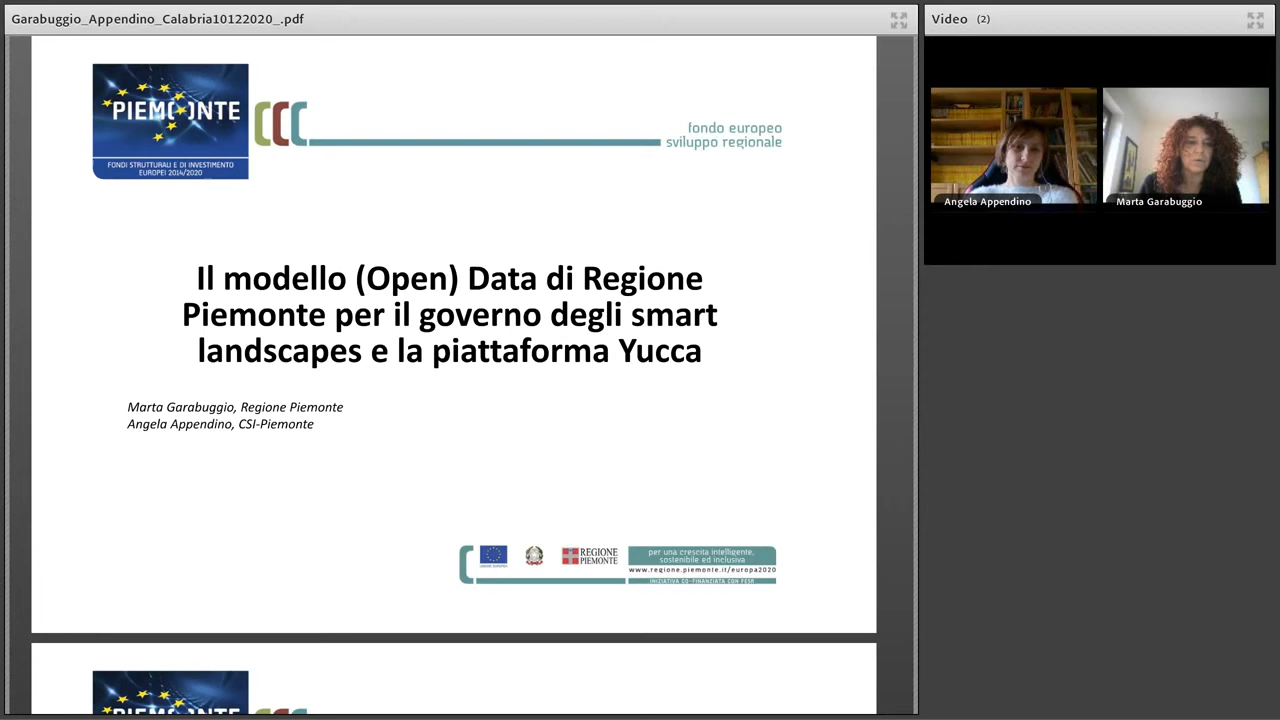 Garabuggio_Appendino_Calabria10122020_.pdf
Video (2)
PIEMONTE
FONDI STRUTTURALI E DI INVESTIMENTO
EUROPEI 2014/2020
fondo europeo
sviluppo regionale
Angela Appendino
Marta Garabuggio
Il modello (Open) Data di Regione
Piemonte per il governo degli smart
landscapes e la piattaforma Yucca
Marta Garabuggio, Regione Piemonte
Angela Appendino, CSI-Piemonte
UNIONE EUROPEA
REGIONE
PIEMONTE
per una crescita intelligente,
sostenibile ed inclusiva
www.regione.piemonte.it/europa2020
INIZIATIVA CO-FINANZIATA CON FESR
PIEMONTE